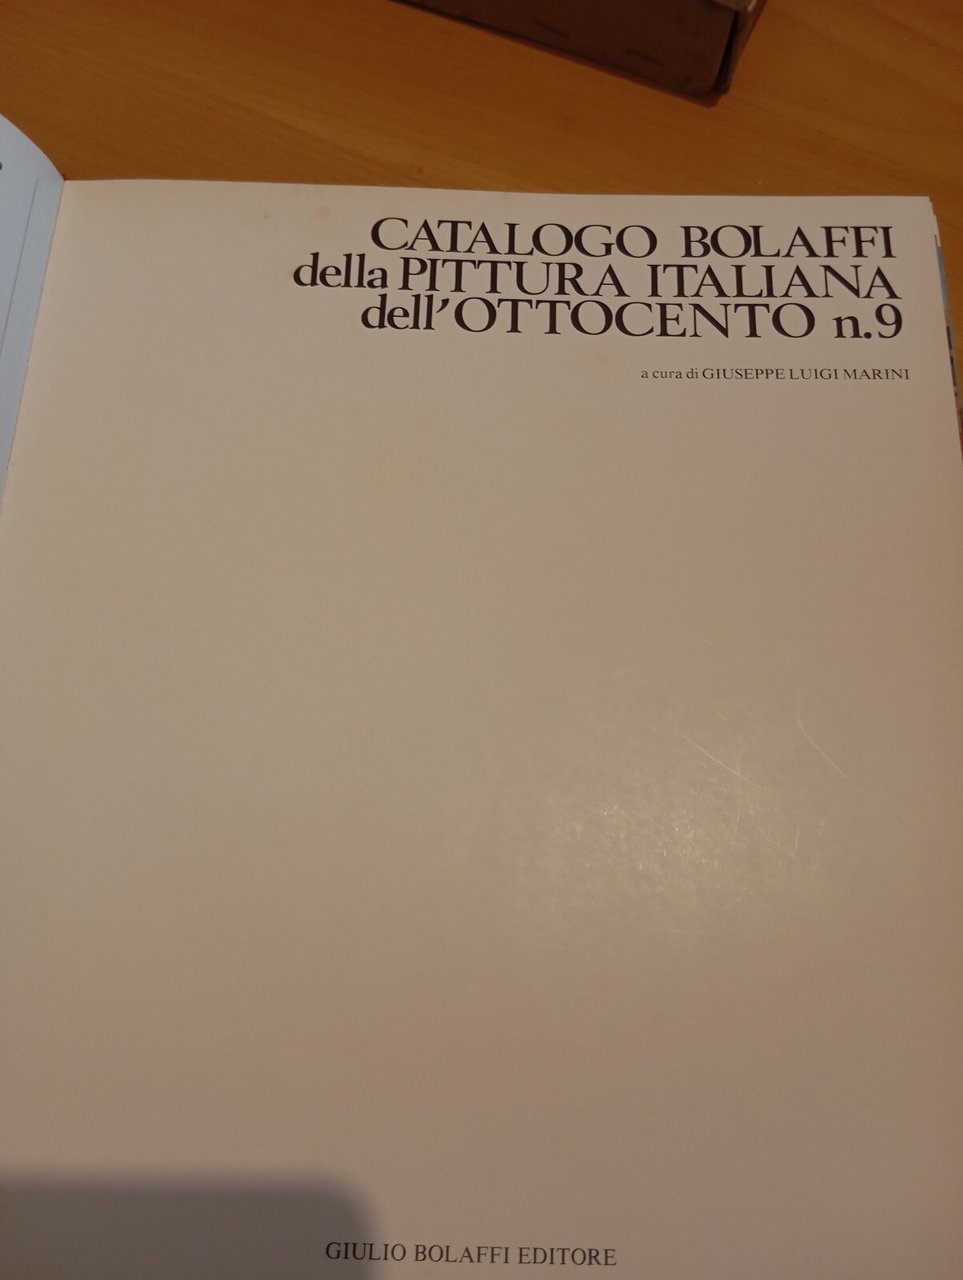 CATALOGO BOLAFFI
della PITTURA ITALIANA
dell'OTTOCENTO n.9
a cura di GIUSEPPE LUIGI MARINI
GIULIO BOLAFFI EDITORE